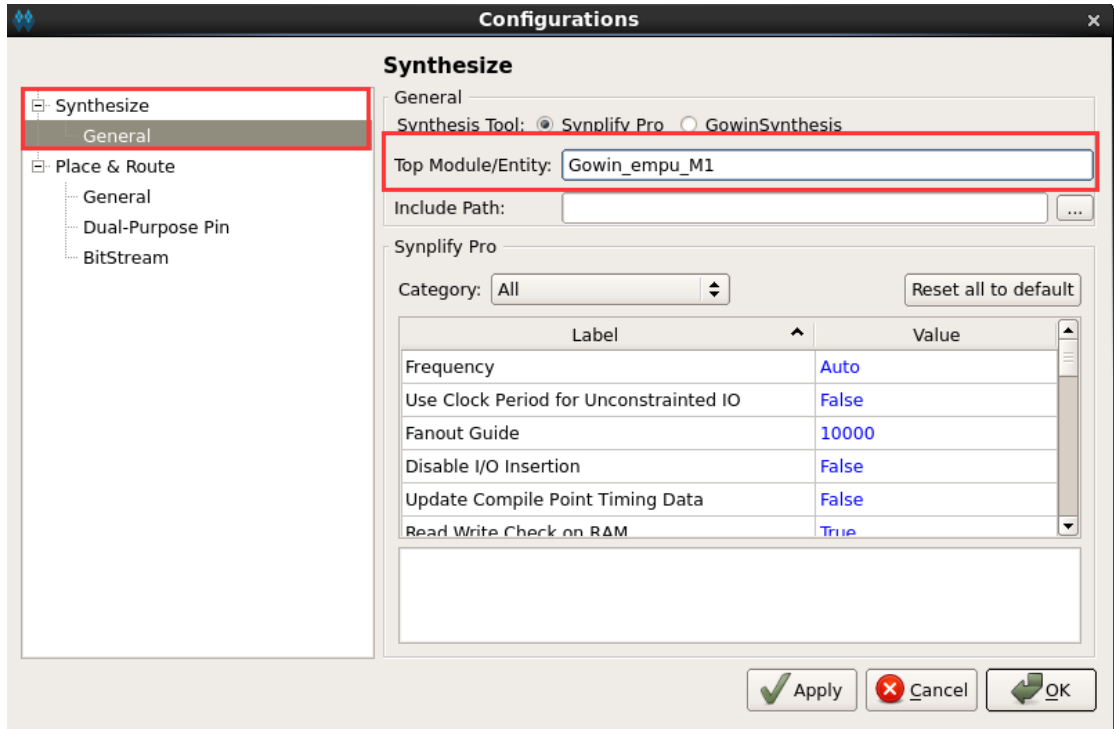 Configurations
Synthesize
General
Place & Route
General
Dual-Purpose Pin
BitStream
Synthesize
General
Synthesis Tool: Synplify Pro GowinSynthesis
Top Module/Entity: Gowin_empu_M1
Include Path: ...
Synplify Pro
Category: All Reset all to default
Label Value
Frequency Auto
Use Clock Period for Unconstrainted IO False
Fanout Guide 10000
Disable I/O Insertion False
Update Compile Point Timing Data False
Read Write Check on RAM True
Apply Cancel OK